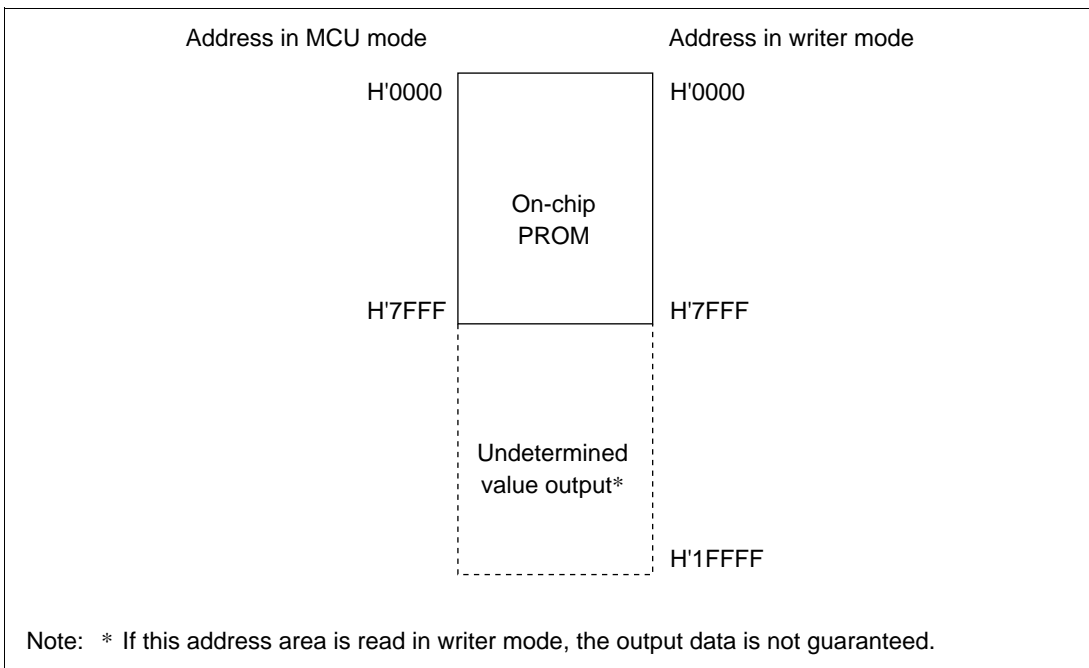 Address in MCU mode
Address in writer mode
H'0000
H'0000
On-chip
PROM
H'7FFF
H'7FFF
Undetermined
value output*
H'1FFFF
Note: * If this address area is read in writer mode, the output data is not guaranteed.